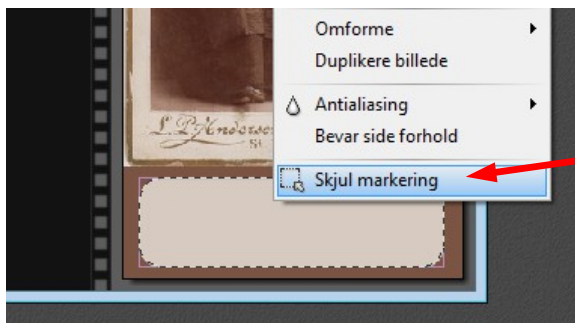 Omforme
Duplikere billede
Antialiasing
Bevar side forhold
Skjul markering